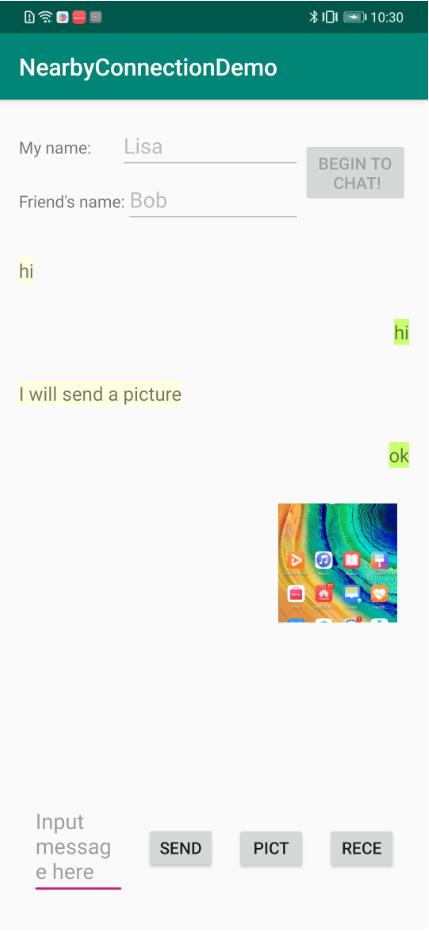 10:30
NearbyConnectionDemo
My name: Lisa
BEGIN TO
CHAT!
Friend's name: Bob
hi
hi
I will send a picture
ok
Input
messag
e here
SEND
PICT
RECE